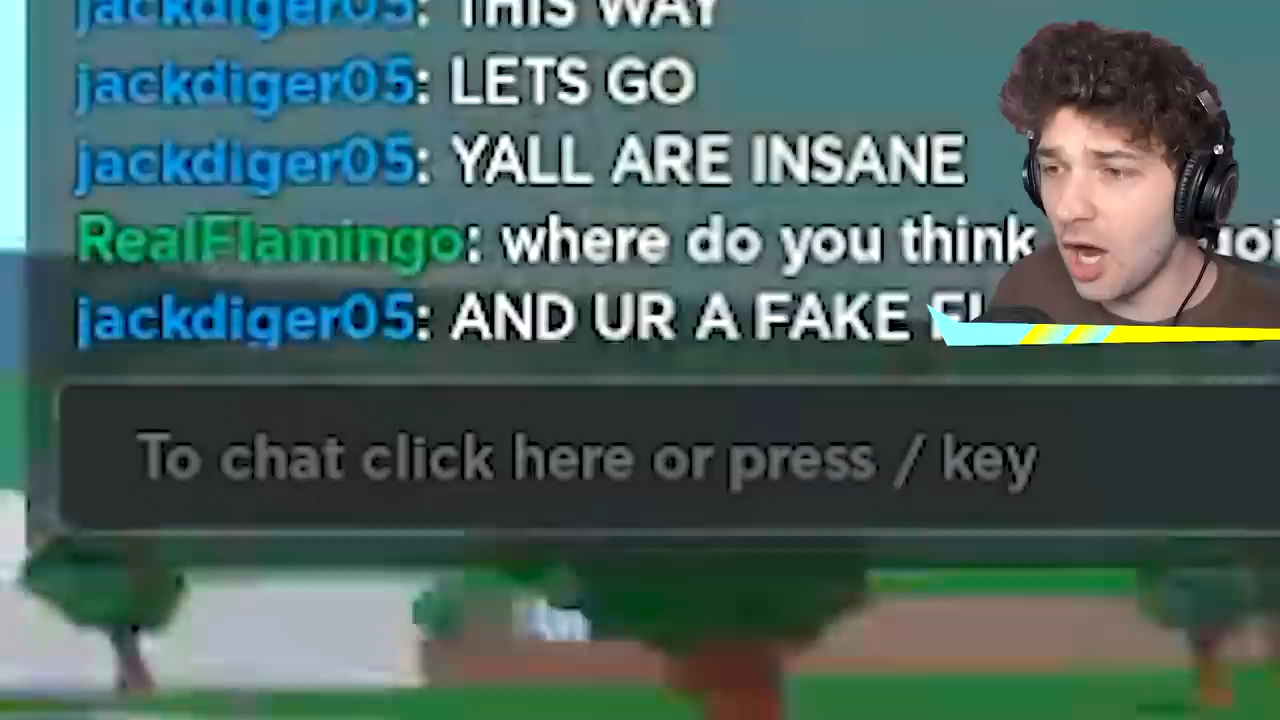 jackdiger05: THIS WAY
jackdiger05: LETS GO
jackdiger05: YALL ARE INSANE
RealFlamingo: where do you think
jackdiger05: AND UR A FAKE
To chat click here or press / key